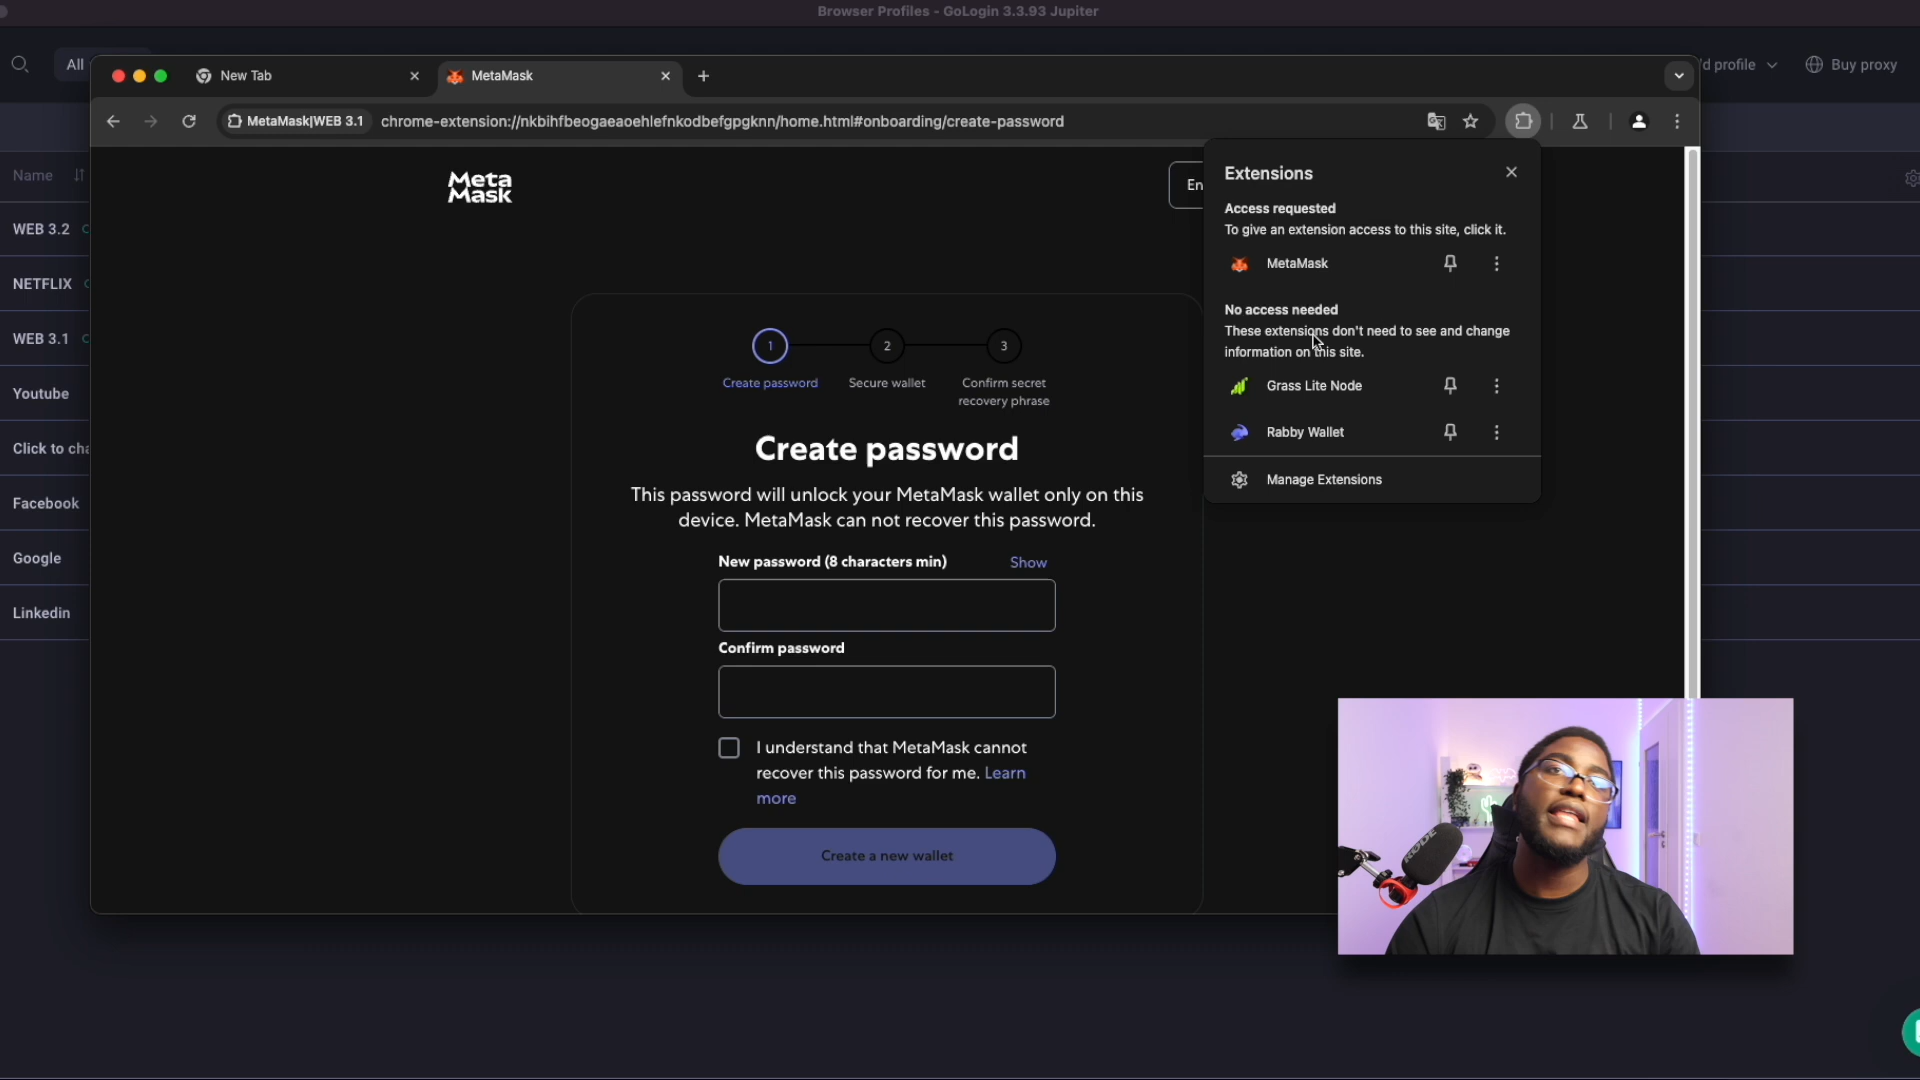 Browser Profiles - GoLogin 3.3.93 Jupiter
All
d profile
Buy proxy
New Tab
MetaMask
MetaMask|WEB 3.1
chrome-extension://nkbihfbeogaeaoehlefnkodbefgpgknn/home.html#onboarding/create-password
Name
WEB 3.2
NETFLIX
WEB 3.1
Youtube
Click to cha
Facebook
Google
Linkedin
Meta
Mask
En
1
2
3
Create password
Secure wallet
Confirm secret
recovery phrase
Create password
This password will unlock your MetaMask wallet only on this
device. MetaMask can not recover this password.
New password (8 characters min)
Show
Confirm password
I understand that MetaMask cannot
recover this password for me. Learn
more
Create a new wallet
Extensions
Access requested
To give an extension access to this site, click it.
MetaMask
No access needed
These extensions don't need to see and change
information on this site.
Grass Lite Node
Rabby Wallet
Manage Extensions
RODE